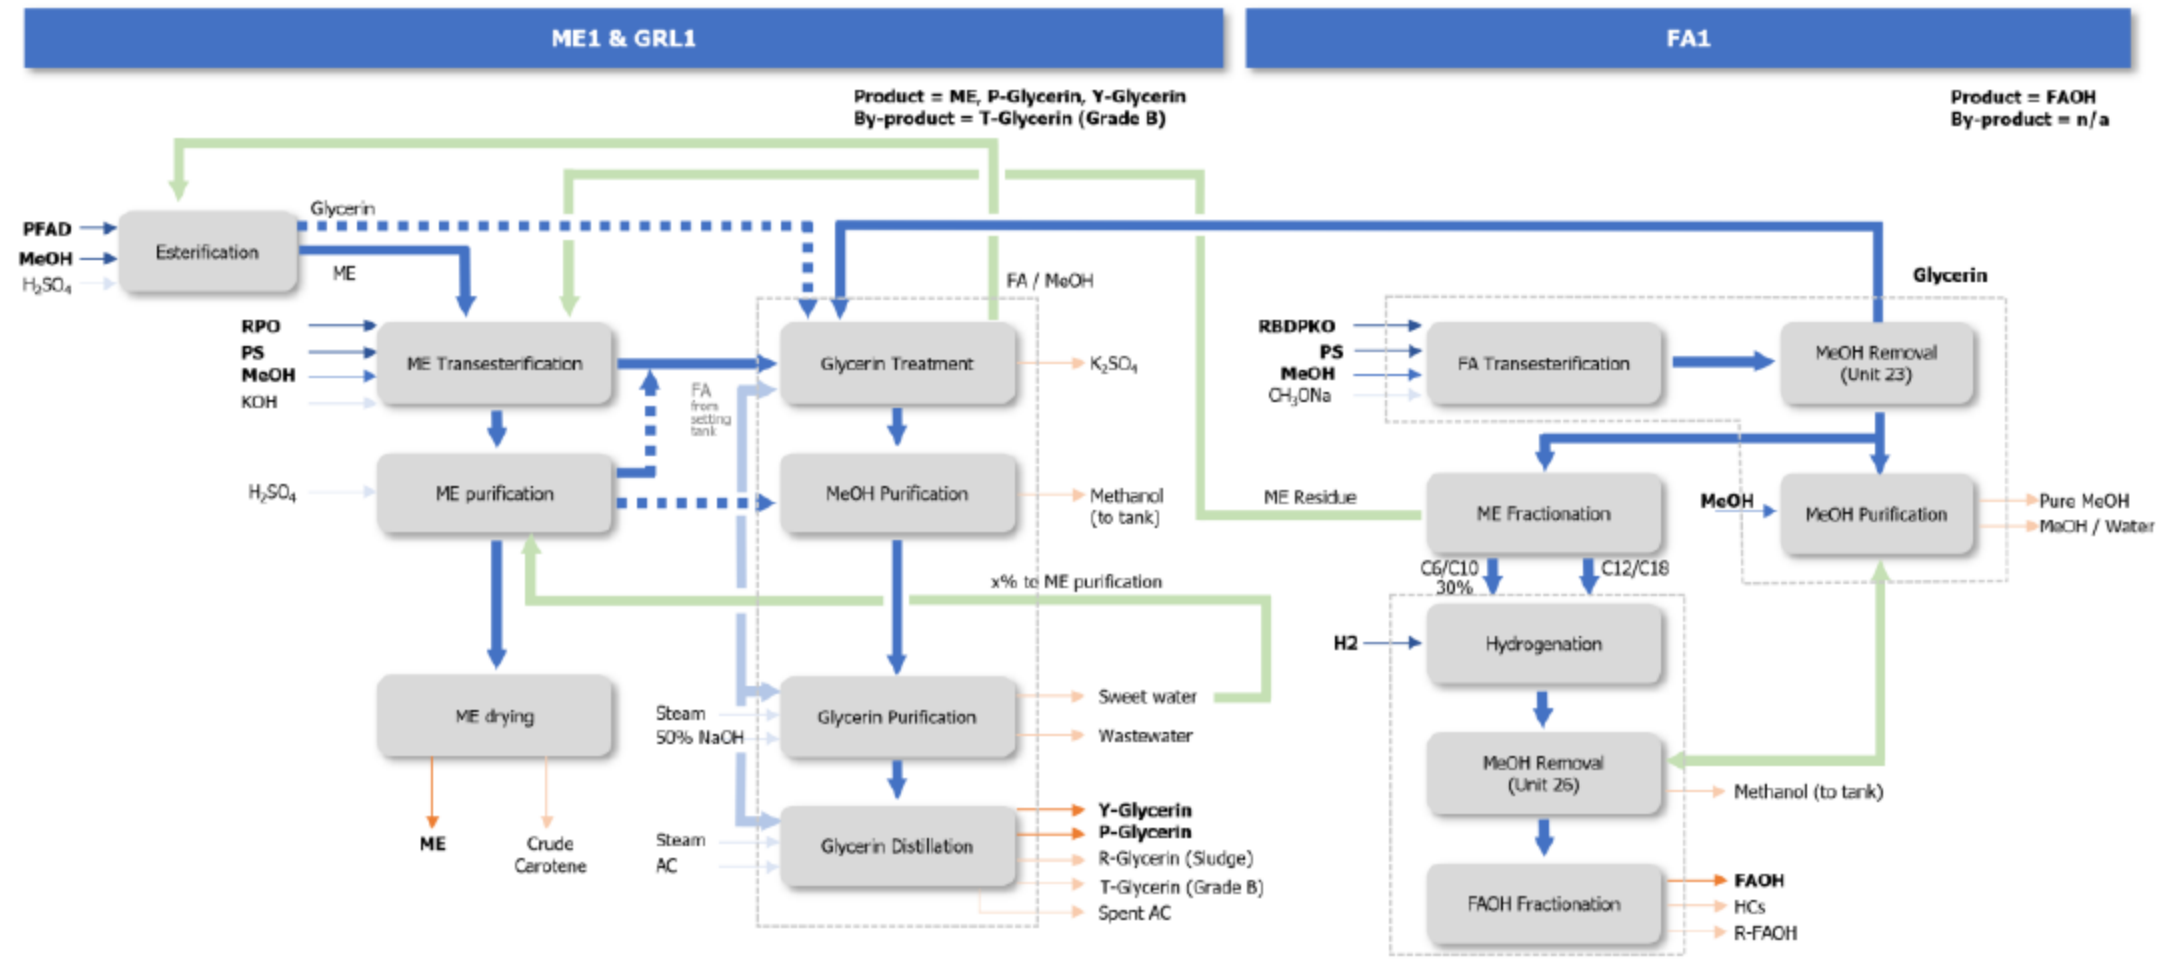 ME1 & GRL1
FA1
Product = ME, P-Glycerin, Y-Glycerin
By-product = T-Glycerin (Grade B)
Product = FAOH
By-product = n/a
Glycerin
PFAD
MeOH
H₂SO₄
Esterification
ME
FA / MeOH
Glycerin
RPO
PS
MeOH
KOH
ME Transesterification
FA
from
setting
tank
Glycerin Treatment
K₂SO₄
RBDPKO
PS
MeOH
CH₃ONa
FA Transesterification
MeOH Removal
(Unit 23)
H₂SO₄
ME purification
MeOH Purification
Methanol
(to tank)
ME Residue
ME Fractionation
MeOH
MeOH Purification
Pure MeOH
MeOH / Water
x% to ME purification
C6/C10
30%
C12/C18
H2
Hydrogenation
ME drying
Steam
50% NaOH
Glycerin Purification
Sweet water
Wastewater
MeOH Removal
(Unit 26)
Methanol (to tank)
ME
Crude
Carotene
Steam
AC
Glycerin Distillation
Y-Glycerin
P-Glycerin
R-Glycerin (Sludge)
T-Glycerin (Grade B)
Spent AC
FAOH Fractionation
FAOH
HCs
R-FAOH